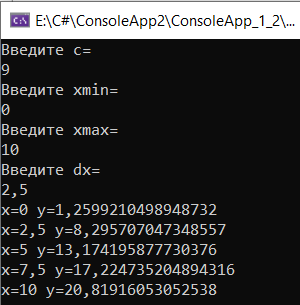 E:\C#\ConsoleApp2\ConsoleApp_1_2\...
Введите c=
9
Введите xmin=
0
Введите xmax=
10
Введите dx=
2,5
x=0 y=1,2599210498948732
x=2,5 y=8,295707047348557
x=5 y=13,174195877730376
x=7,5 y=17,224735204894316
x=10 y=20,81916053052538